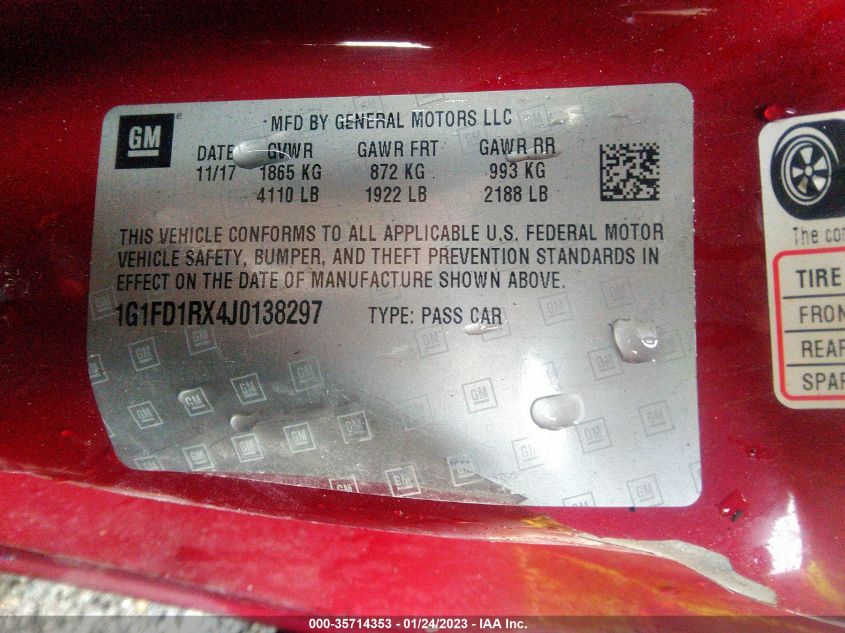 GM
MFD BY GENERAL MOTORS LLC
DATE GVWR GAWR FRT GAWR RR
11/17 1865 KG 872 KG 993 KG
4110 LB 1922 LB 2188 LB
THIS VEHICLE CONFORMS TO ALL APPLICABLE U.S. FEDERAL MOTOR
VEHICLE SAFETY, BUMPER, AND THEFT PREVENTION STANDARDS IN
EFFECT ON THE DATE OF MANUFACTURE SHOWN ABOVE.
1G1FD1RX4J0138297 TYPE: PASS CAR
The
TIRE
FRON
REAR
SPAR
000-35714353 - 01/24/2023 - IAA Inc.